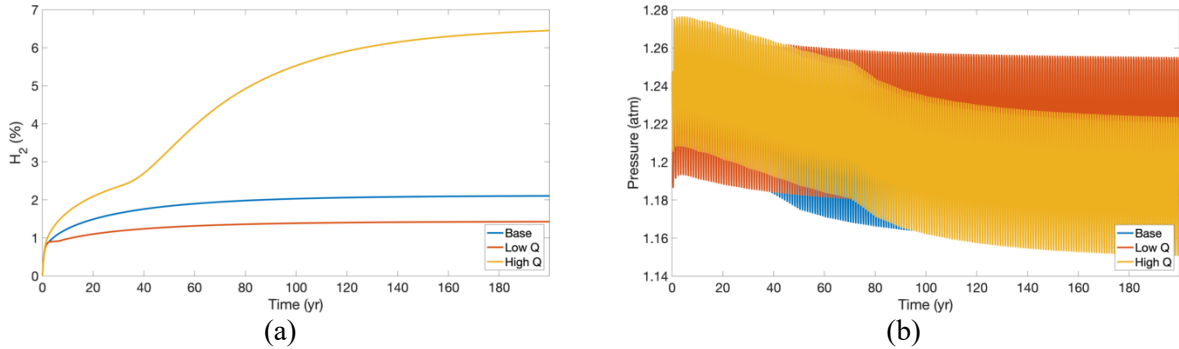 7
6
5
4
3
2
1
0
H₂ (%)
0 20 40 60 80 100 120 140 160 180
Time (yr)
Base
Low Q
High Q
(a)
1.28
1.26
1.24
1.22
1.2
1.18
1.16
1.14
Pressure (atm)
0 20 40 60 80 100 120 140 160 180
Time (yr)
Base
Low Q
High Q
(b)